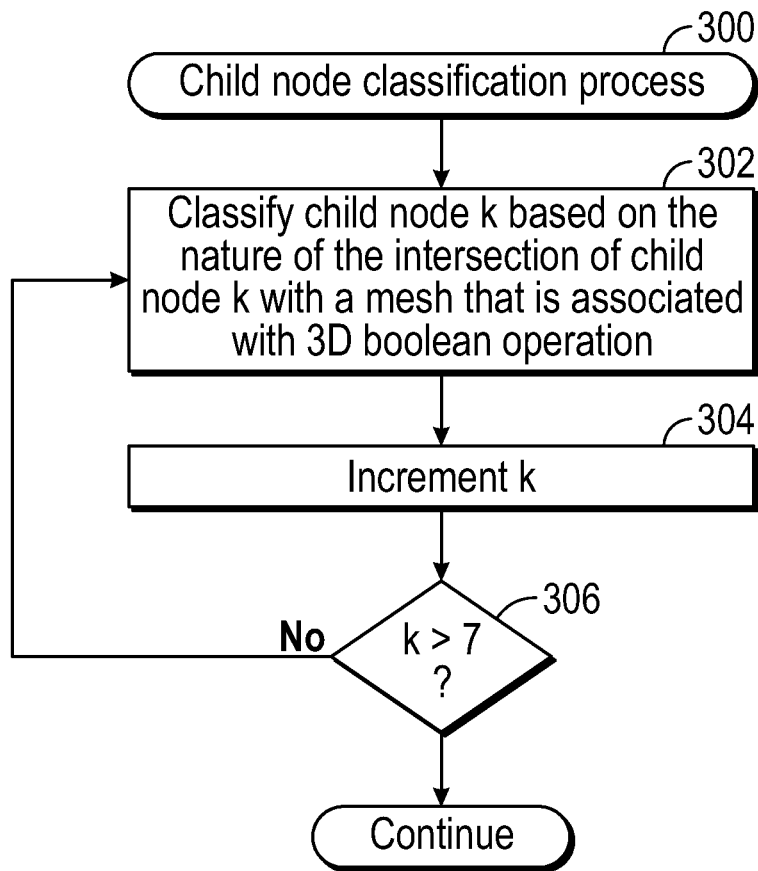 300
Child node classification process
302
Classify child node k based on the
nature of the intersection of child
node k with a mesh that is associated
with 3D boolean operation
304
Increment k
306
No
k > 7
?
Continue